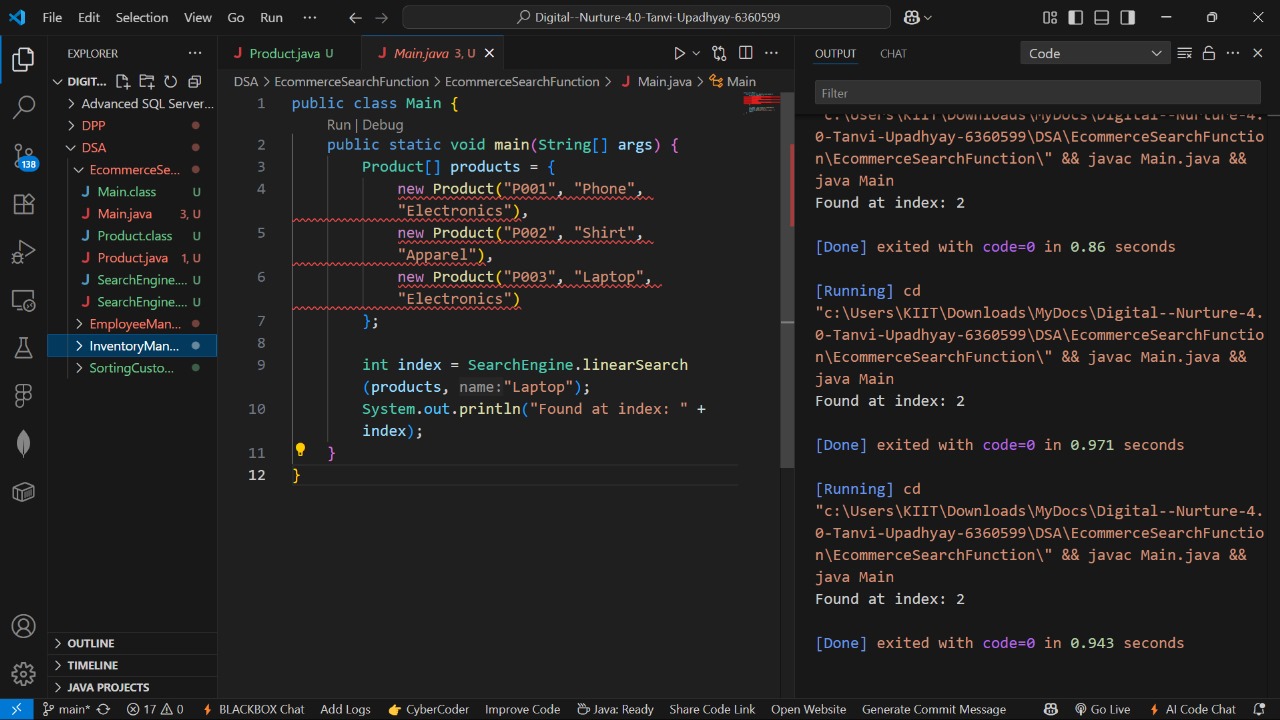 File Edit Selection View Go Run ···
Digital--Nurture-4.0-Tanvi-Upadhyay-6360599
EXPLORER
DIGIT...
Advanced SQL Server...
DPP
DSA
EcommerceSe...
J Main.class U
J Main.java 3, U
J Product.class U
J Product.java 1, U
J SearchEngine.... U
J SearchEngine.... U
EmployeeMan...
InventoryMan...
SortingCusto...
OUTLINE
TIMELINE
JAVA PROJECTS
138
J Product.java U
J Main.java 3, U
DSA > EcommerceSearchFunction > EcommerceSearchFunction > J Main.java > Main
1 public class Main {
Run | Debug
2 public static void main(String[] args) {
3 Product[] products = {
4 new Product("P001", "Phone",
"Electronics"),
5 new Product("P002", "Shirt",
"Apparel"),
6 new Product("P003", "Laptop",
"Electronics")
7 };
8
9 int index = SearchEngine.linearSearch
(products, name:"Laptop");
10 System.out.println("Found at index: " +
index);
11 }
12 }
OUTPUT CHAT
Code
Filter
"c:\Users\KIIT\Downloads\MyDocs\Digital--Nurture-4.
0-Tanvi-Upadhyay-6360599\DSA\EcommerceSearchFunctio
n\EcommerceSearchFunction\" && javac Main.java &&
java Main
Found at index: 2
[Done] exited with code=0 in 0.86 seconds
[Running] cd
"c:\Users\KIIT\Downloads\MyDocs\Digital--Nurture-4.
0-Tanvi-Upadhyay-6360599\DSA\EcommerceSearchFunctio
n\EcommerceSearchFunction\" && javac Main.java &&
java Main
Found at index: 2
[Done] exited with code=0 in 0.971 seconds
[Running] cd
"c:\Users\KIIT\Downloads\MyDocs\Digital--Nurture-4.
0-Tanvi-Upadhyay-6360599\DSA\EcommerceSearchFunctio
n\EcommerceSearchFunction\" && javac Main.java &&
java Main
Found at index: 2
[Done] exited with code=0 in 0.943 seconds
main* 17 0 BLACKBOX Chat Add Logs CyberCoder Improve Code Java: Ready Share Code Link Open Website Generate Commit Message Go Live AI Code Chat